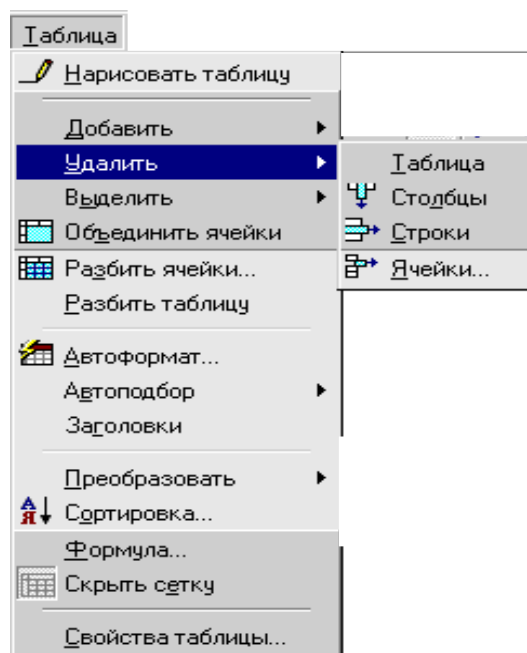 Таблица
Нарисовать таблицу
Добавить
Удалить
Выделить
Объединить ячейки
Разбить ячейки...
Разбить таблицу
Автоформат...
Автоподбор
Заголовки
Преобразовать
Сортировка...
Формула...
Скрыть сетку
Свойства таблицы...
Таблица
Столбцы
Строки
Ячейки...